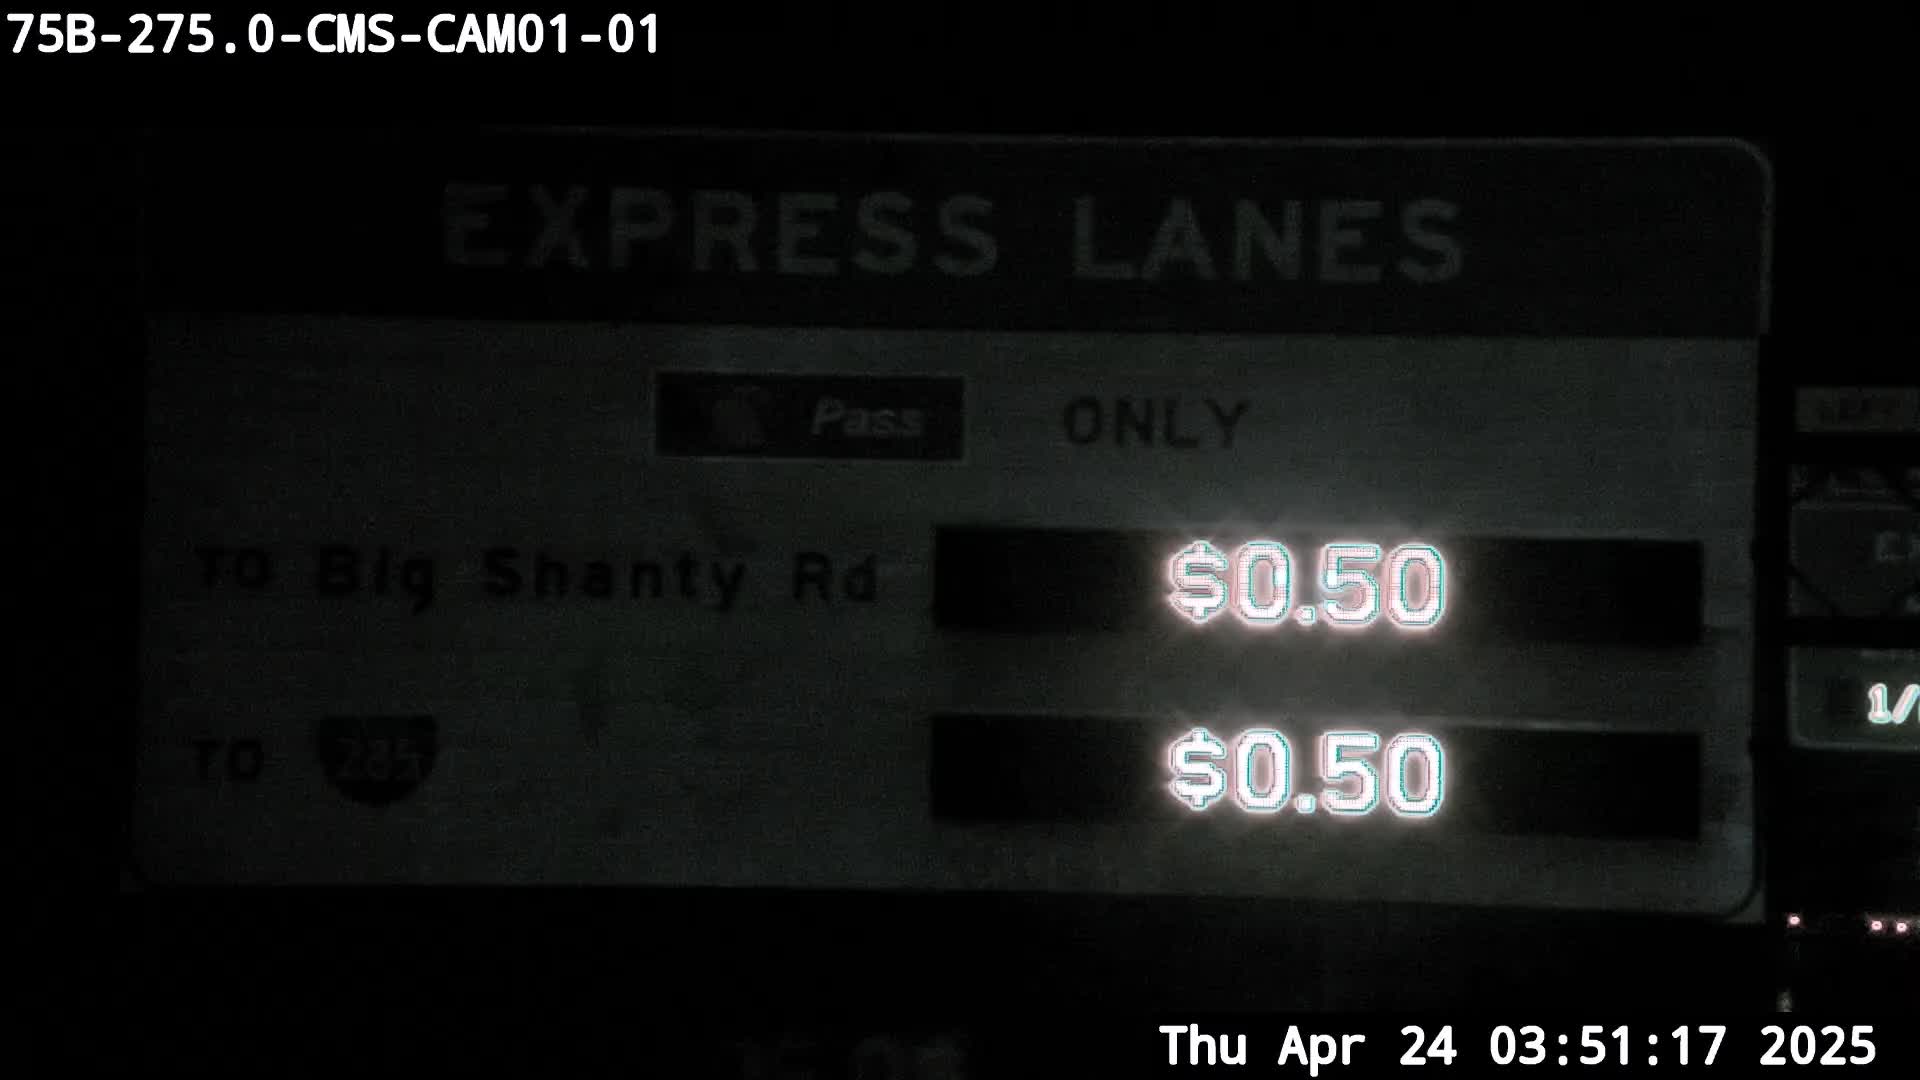 75B-275.0-CMS-CAM01-01
EXPRESS LANES
Pass ONLY
TO Big Shanty Rd $0.50
TO 285 $0.50
1/
Thu Apr 24 03:51:17 2025